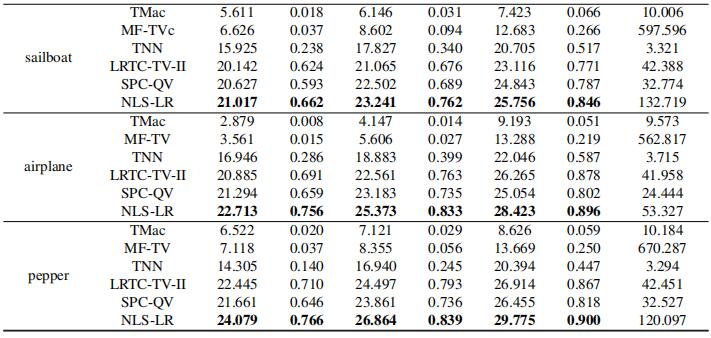 TMac 5.611 0.018 6.146 0.031 7.423 0.066 10.006
MF-TVc 6.626 0.037 8.602 0.094 12.683 0.266 597.596
TNN 15.925 0.238 17.827 0.340 20.705 0.517 3.321
sailboat
LRTC-TV-II 20.142 0.624 21.065 0.676 23.116 0.771 42.388
SPC-QV 20.627 0.593 22.502 0.689 24.843 0.787 32.774
NLS-LR 21.017 0.662 23.241 0.762 25.756 0.846 132.719
TMac 2.879 0.008 4.147 0.014 9.193 0.051 9.573
MF-TV 3.561 0.015 5.606 0.027 13.288 0.219 562.817
TNN 16.946 0.286 18.883 0.399 22.046 0.587 3.715
airplane
LRTC-TV-II 20.885 0.691 22.561 0.763 26.265 0.878 41.958
SPC-QV 21.294 0.659 23.183 0.735 25.054 0.802 24.444
NLS-LR 22.713 0.756 25.373 0.833 28.423 0.896 53.327
TMac 6.522 0.020 7.121 0.029 8.626 0.059 10.184
MF-TV 7.118 0.037 8.355 0.056 13.669 0.250 670.287
TNN 14.305 0.140 16.940 0.245 20.394 0.447 3.294
pepper
LRTC-TV-II 22.445 0.710 24.497 0.793 26.914 0.867 42.451
SPC-QV 21.661 0.646 23.861 0.736 26.455 0.818 32.527
NLS-LR 24.079 0.766 26.864 0.839 29.775 0.900 120.097